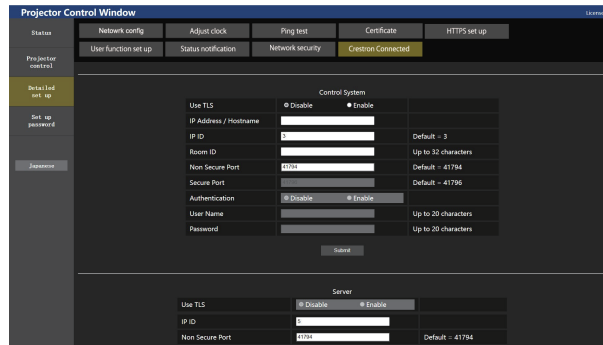 Projector Control Window
License
Status
Netowrk config
Adjust clock
Ping test
Certificate
HTTPS set up
User function set up
Status notification
Network security
Crestron Connected
Projector
control
Detailed
set up
Set up
password
Japanese
Control System
Use TLS Disable Enable
IP Address / Hostname
IP ID 3 Default = 3
Room ID Up to 32 characters
Non Secure Port 41794 Default = 41794
Secure Port Default = 41796
Authentication Disable Enable
User Name Up to 20 characters
Password Up to 20 characters
Submit
Server
Use TLS Disable Enable
IP ID 5
Non Secure Port 41794 Default = 41794